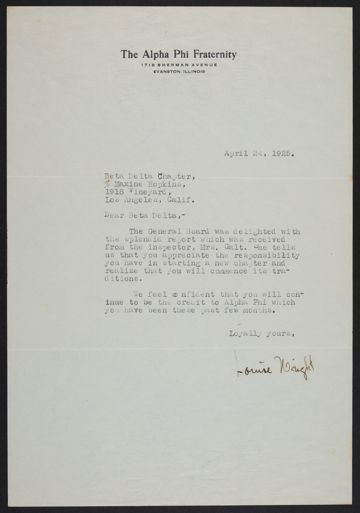 The Alpha Phi Fraternity
1718 SHERMAN AVENUE
EVANSTON, ILLINOIS
April 24, 1925.
Beta Delta Chapter,
% Maxine Hopkins,
1918 Vineyard,
Los Angeles, Calif.
Dear Beta Delta,-
The General Board was delighted with
the splendid report which was received
from the inspector, Mrs. Galt. She tells
us that you appreciate the responsibility
you have in starting a new chapter and
realize that you will commence its tra-
ditions.
We feel confident that you will con-
tinue to be the credit to Alpha Phi which
you have been these past few months.
Loyally yours,
Louise Wright